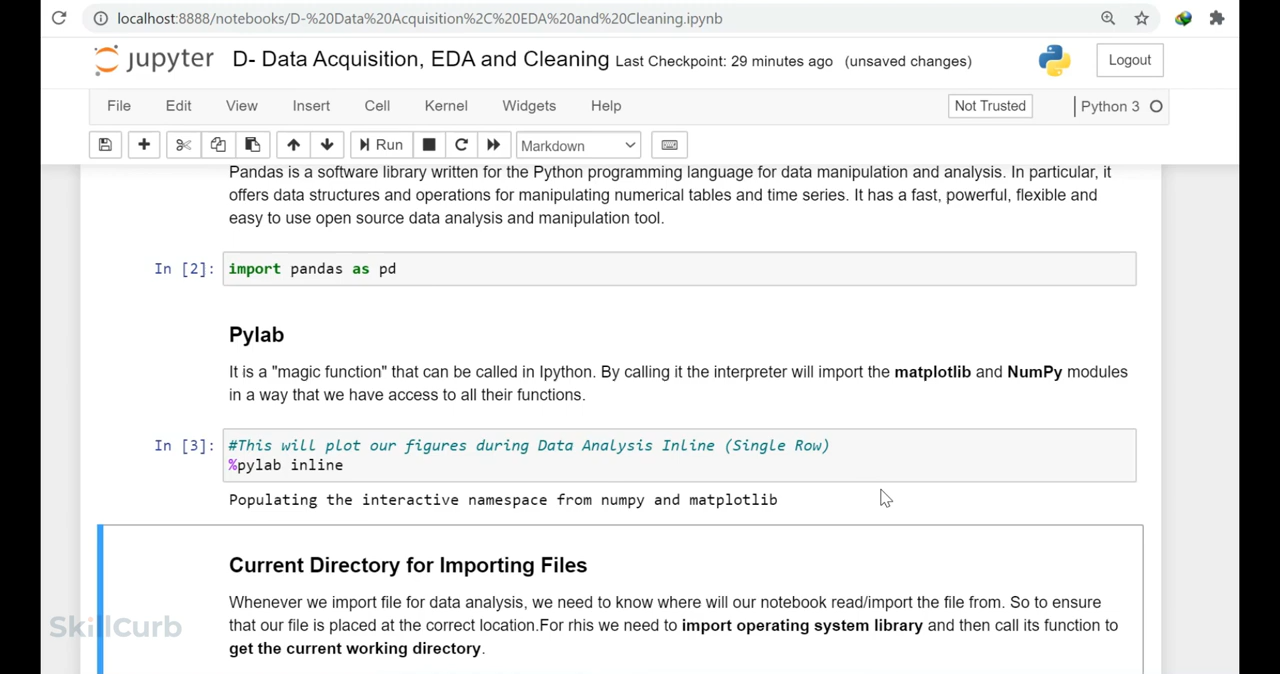 localhost:8888/notebooks/D-%20Data%20Acquisition%2C%20EDA%20and%20Cleaning.ipynb
jupyter D- Data Acquisition, EDA and Cleaning Last Checkpoint: 29 minutes ago (unsaved changes) Logout
File Edit View Insert Cell Kernel Widgets Help Not Trusted Python 3
Run Markdown
Pandas is a software library written for the Python programming language for data manipulation and analysis. In particular, it
offers data structures and operations for manipulating numerical tables and time series. It has a fast, powerful, flexible and
easy to use open source data analysis and manipulation tool.
In [2]: import pandas as pd
Pylab
It is a "magic function" that can be called in Ipython. By calling it the interpreter will import the matplotlib and NumPy modules
in a way that we have access to all their functions.
In [3]: #This will plot our figures during Data Analysis Inline (Single Row)
%pylab inline
Populating the interactive namespace from numpy and matplotlib
Current Directory for Importing Files
Whenever we import file for data analysis, we need to know where will our notebook read/import the file from. So to ensure
that our file is placed at the correct location.For rhis we need to import operating system library and then call its function to
get the current working directory.
SkillCurb